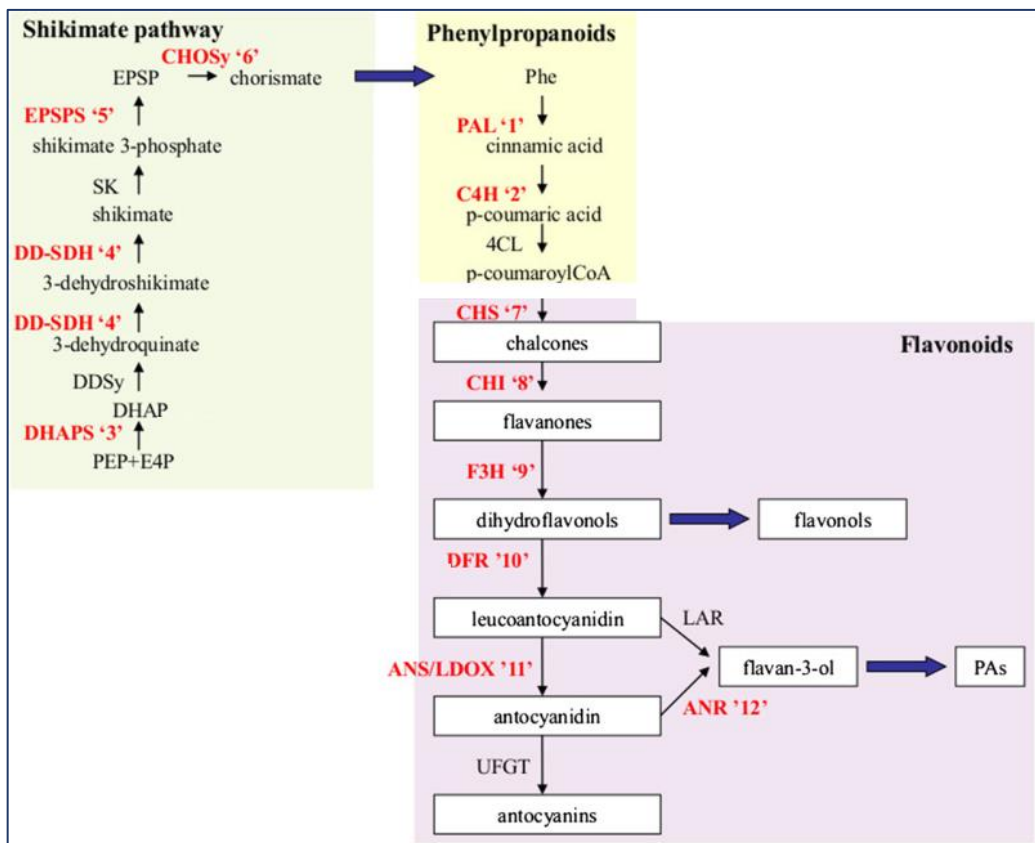 Shikimate pathway
CHOSy ‘6’
EPSP
chorismate
EPSPS ‘5’
shikimate 3-phosphate
SK
shikimate
DD-SDH ‘4’
3-dehydroshikimate
DD-SDH ‘4’
3-dehydroquinate
DDSy
DHAP
DHAPS ‘3’
PEP+E4P
Phenylpropanoids
Phe
PAL ‘1’
cinnamic acid
C4H ‘2’
p-coumaric acid
4CL
p-coumaroylCoA
CHS ‘7’
chalcones
Flavonoids
CHI ‘8’
flavanones
F3H ‘9’
dihydroflavonols
flavonols
DFR ’10’
leucoantocyanidin
LAR
ANS/LDOX ’11’
flavan-3-ol
PAs
antocyanidin
ANR ’12’
UFGT
antocyanins